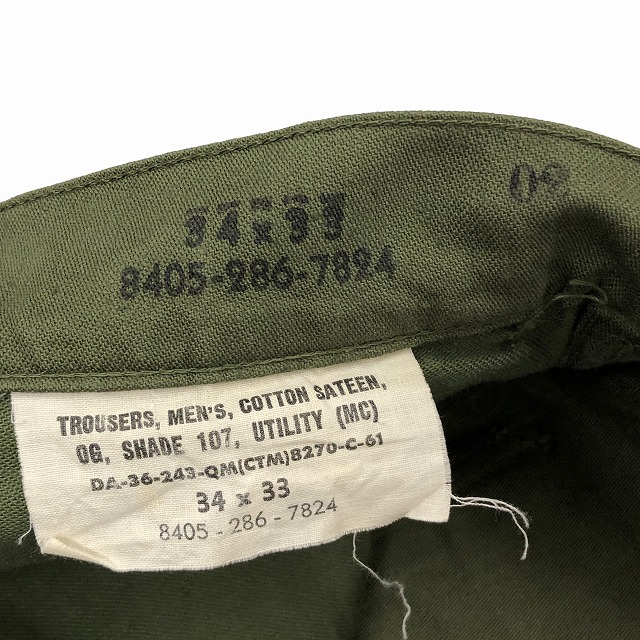 34 x 33
8405-286-7824
TROUSERS, MEN'S, COTTON SATEEN,
OG, SHADE 107, UTILITY (MC)
DA-36-243-QM(CTM)8270-C-61
34 x 33
8405 - 286 - 7824